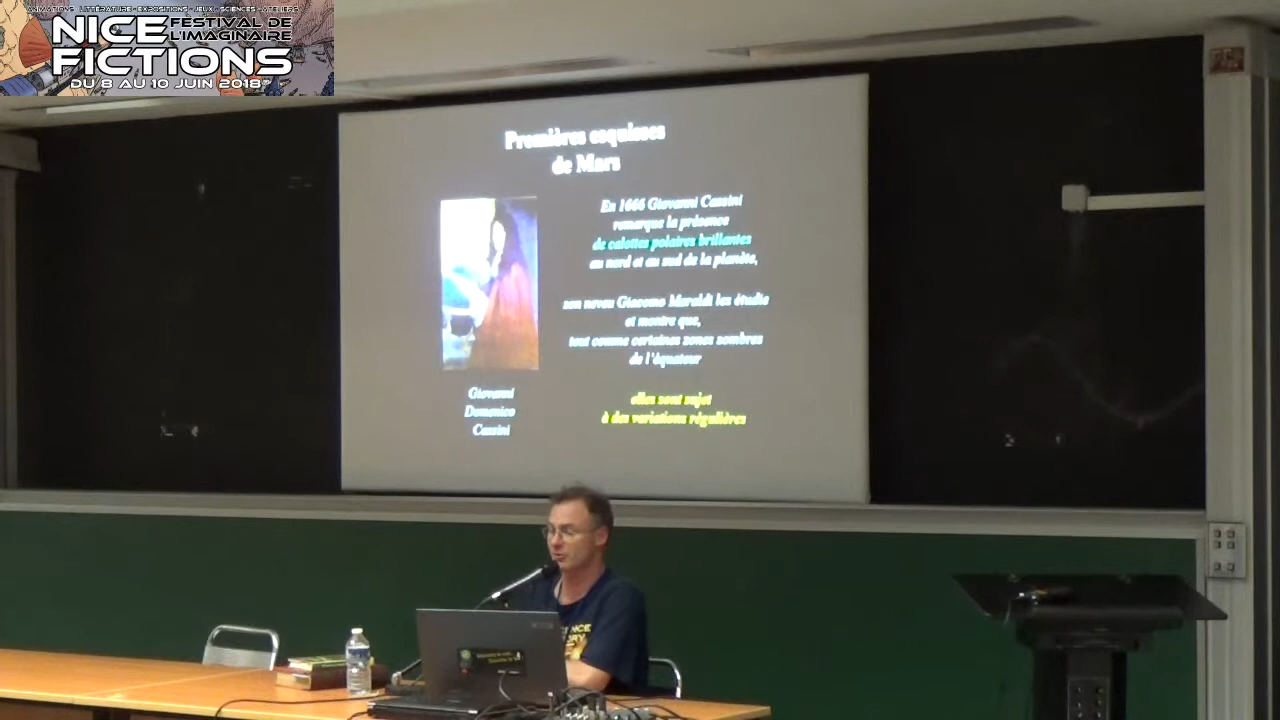 ANIMATIONS - LITTÉRATURE - EXPOSITIONS - JEUX - SCIENCES - ATELIERS
NICE FESTIVAL DE L'IMAGINAIRE
FICTIONS
DU 8 AU 10 JUIN 2018
Premières esquisses
de Mars
En 1666 Giovanni Cassini
remarque la présence
de calottes polaires brillantes
au nord et au sud de la planète,
son neveu Giacomo Maraldi les étudie
et montre que,
tout comme certaines zones sombres
de l'équateur
elles sont sujet
à des variations régulières
Giovanni
Domenico
Cassini